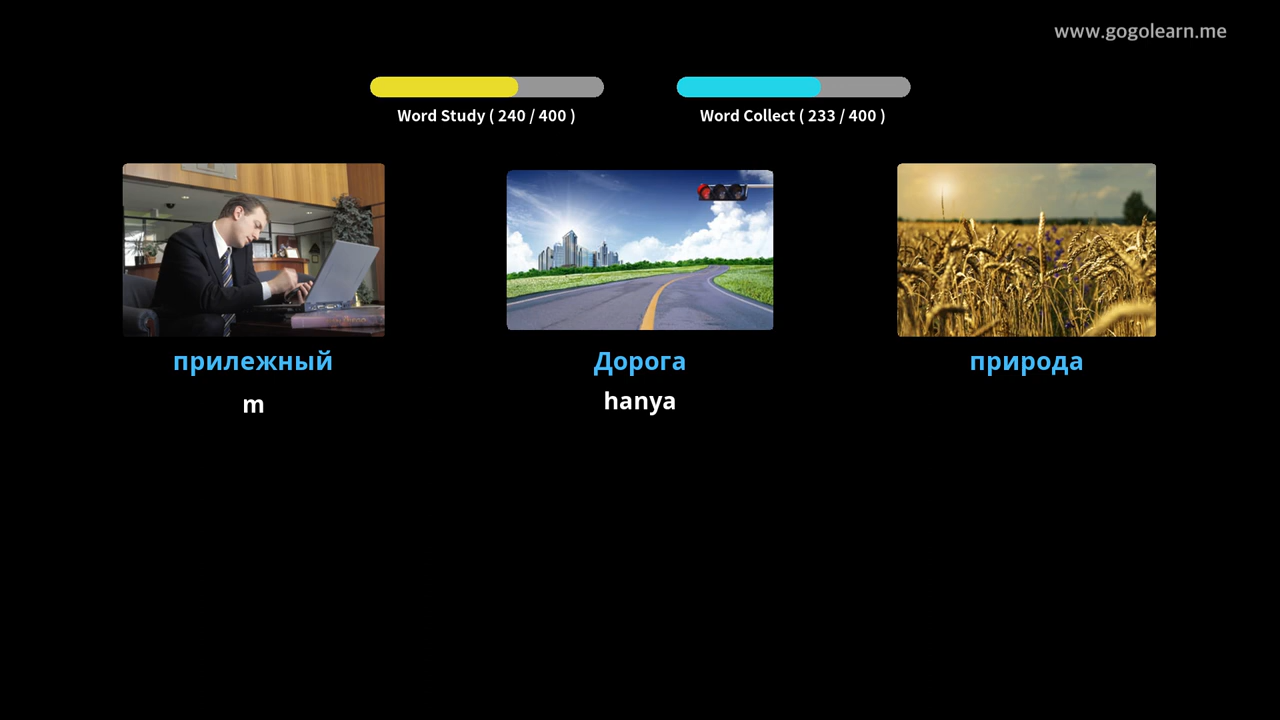 www.gogolearn.me
Word Study ( 240 / 400 )
Word Collect ( 233 / 400 )
прилежный
Дорога
природа
m
hanya